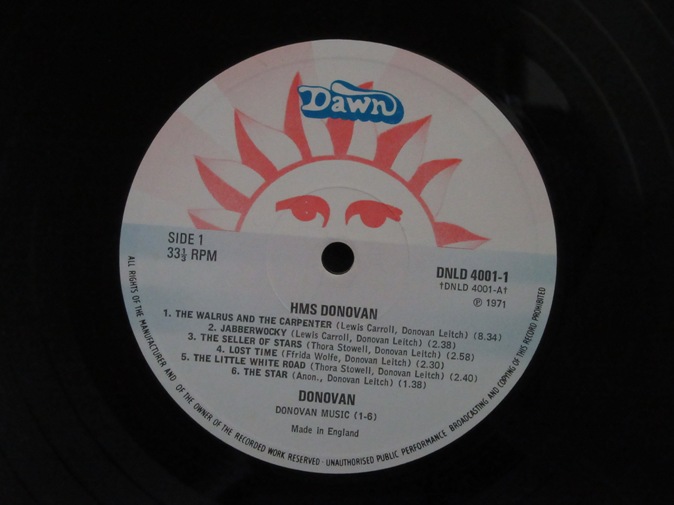 Dawn
SIDE 1
33⅓ RPM
DNLD 4001-1
†DNLD 4001-A†
℗ 1971
HMS DONOVAN
1. THE WALRUS AND THE CARPENTER (Lewis Carroll, Donovan Leitch) (8.34)
2. JABBERWOCKY (Lewis Carroll, Donovan Leitch) (2.38)
3. THE SELLER OF STARS (Thora Stowell, Donovan Leitch) (2.58)
4. LOST TIME (Ffrida Wolfe, Donovan Leitch) (2.30)
5. THE LITTLE WHITE ROAD (Thora Stowell, Donovan Leitch) (2.40)
6. THE STAR (Anon., Donovan Leitch) (1.38)
DONOVAN
DONOVAN MUSIC (1-6)
Made in England
ALL RIGHTS OF THE MANUFACTURER AND OF THE OWNER OF THE RECORDED WORK RESERVED · UNAUTHORISED PUBLIC PERFORMANCE BROADCASTING AND COPYING OF THIS RECORD PROHIBITED